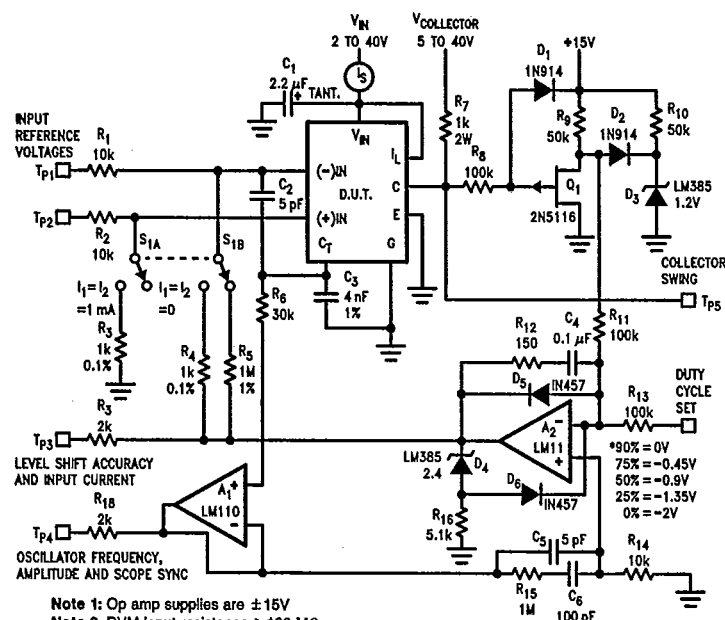 V_IN
2 TO 40V
V_COLLECTOR
5 TO 40V
+15V
D1
1N914
C1
2.2 μF
+ TANT.
I_S
R7
1k
2W
R9
50k
D2
1N914
R10
50k
INPUT
REFERENCE
VOLTAGES
R1
10k
T_P1
V_IN
I_L
(–)IN
C
D.U.T.
(+)IN
E
C_T
G
R8
100k
Q1
2N5116
D3
LM385
1.2V
C2
5 pF
T_P2
R2
10k
S1A
S1B
I1=I2
=1 mA
I1=I2
=0
R6
30k
C3
4 nF
1%
COLLECTOR
SWING
T_P5
R3
1k
0.1%
R4
1k
0.1%
R5
1M
1%
R11
100k
R12
150
C4
0.1 μF
D5
IN457
R3
2k
T_P3
A2
LM11
–
+
R13
100k
DUTY
CYCLE
SET
*90%=0V
75%=–0.45V
50%=–0.9V
25%=–1.35V
0%=–2V
LM385
2.4
D4
D6
IN457
R16
5.1k
LEVEL SHIFT ACCURACY
AND INPUT CURRENT
R18
2k
T_P4
A1
LM110
+
–
OSCILLATOR FREQUENCY,
AMPLITUDE AND SCOPE SYNC
C5
5 pF
R15
1M
C6
100 pF
R14
10k
Note 1: Op amp supplies are ±15V